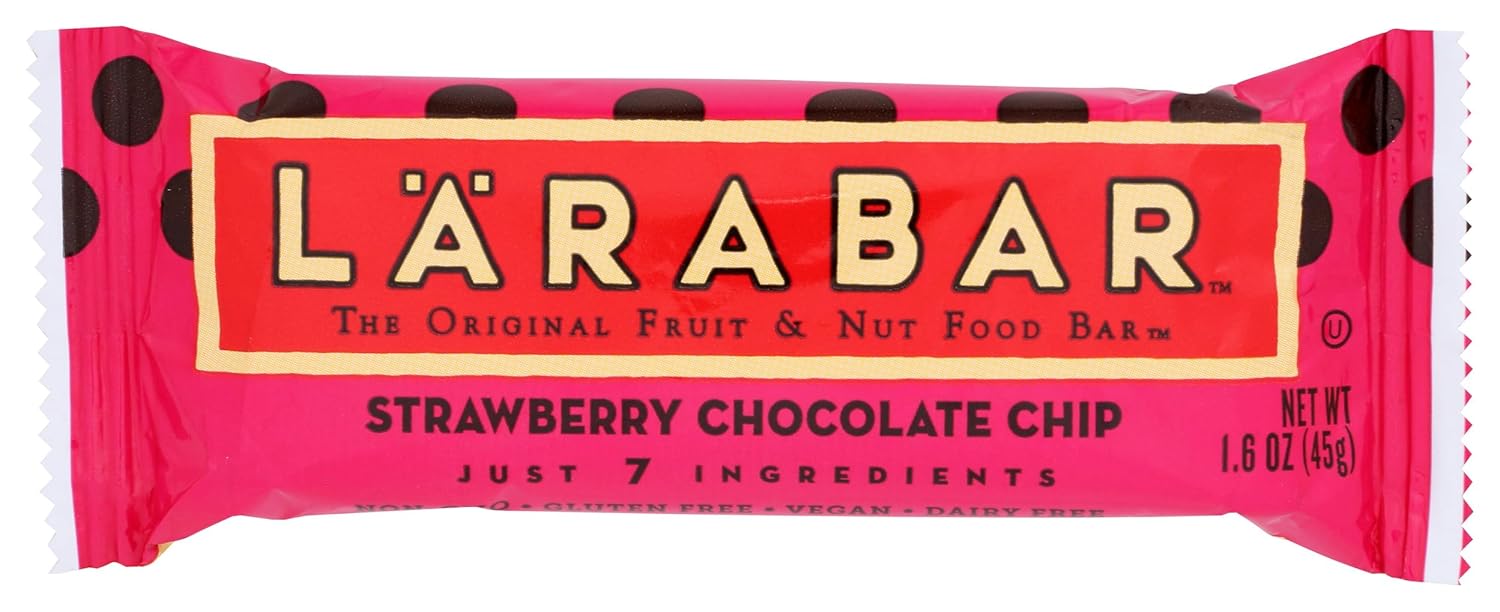 LÄRABAR™
THE ORIGINAL FRUIT & NUT FOOD BAR™
U
STRAWBERRY CHOCOLATE CHIP
NET WT
1.6 OZ (45g)
JUST 7 INGREDIENTS
GLUTEN FREE • VEGAN • DAIRY FREE